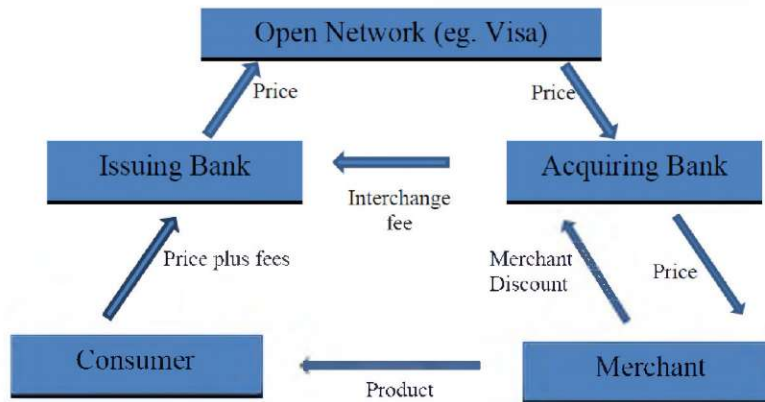 Open Network (eg. Visa)
Price
Price
Issuing Bank
Acquiring Bank
Interchange
fee
Price plus fees
Merchant
Discount
Price
Consumer
Merchant
Product